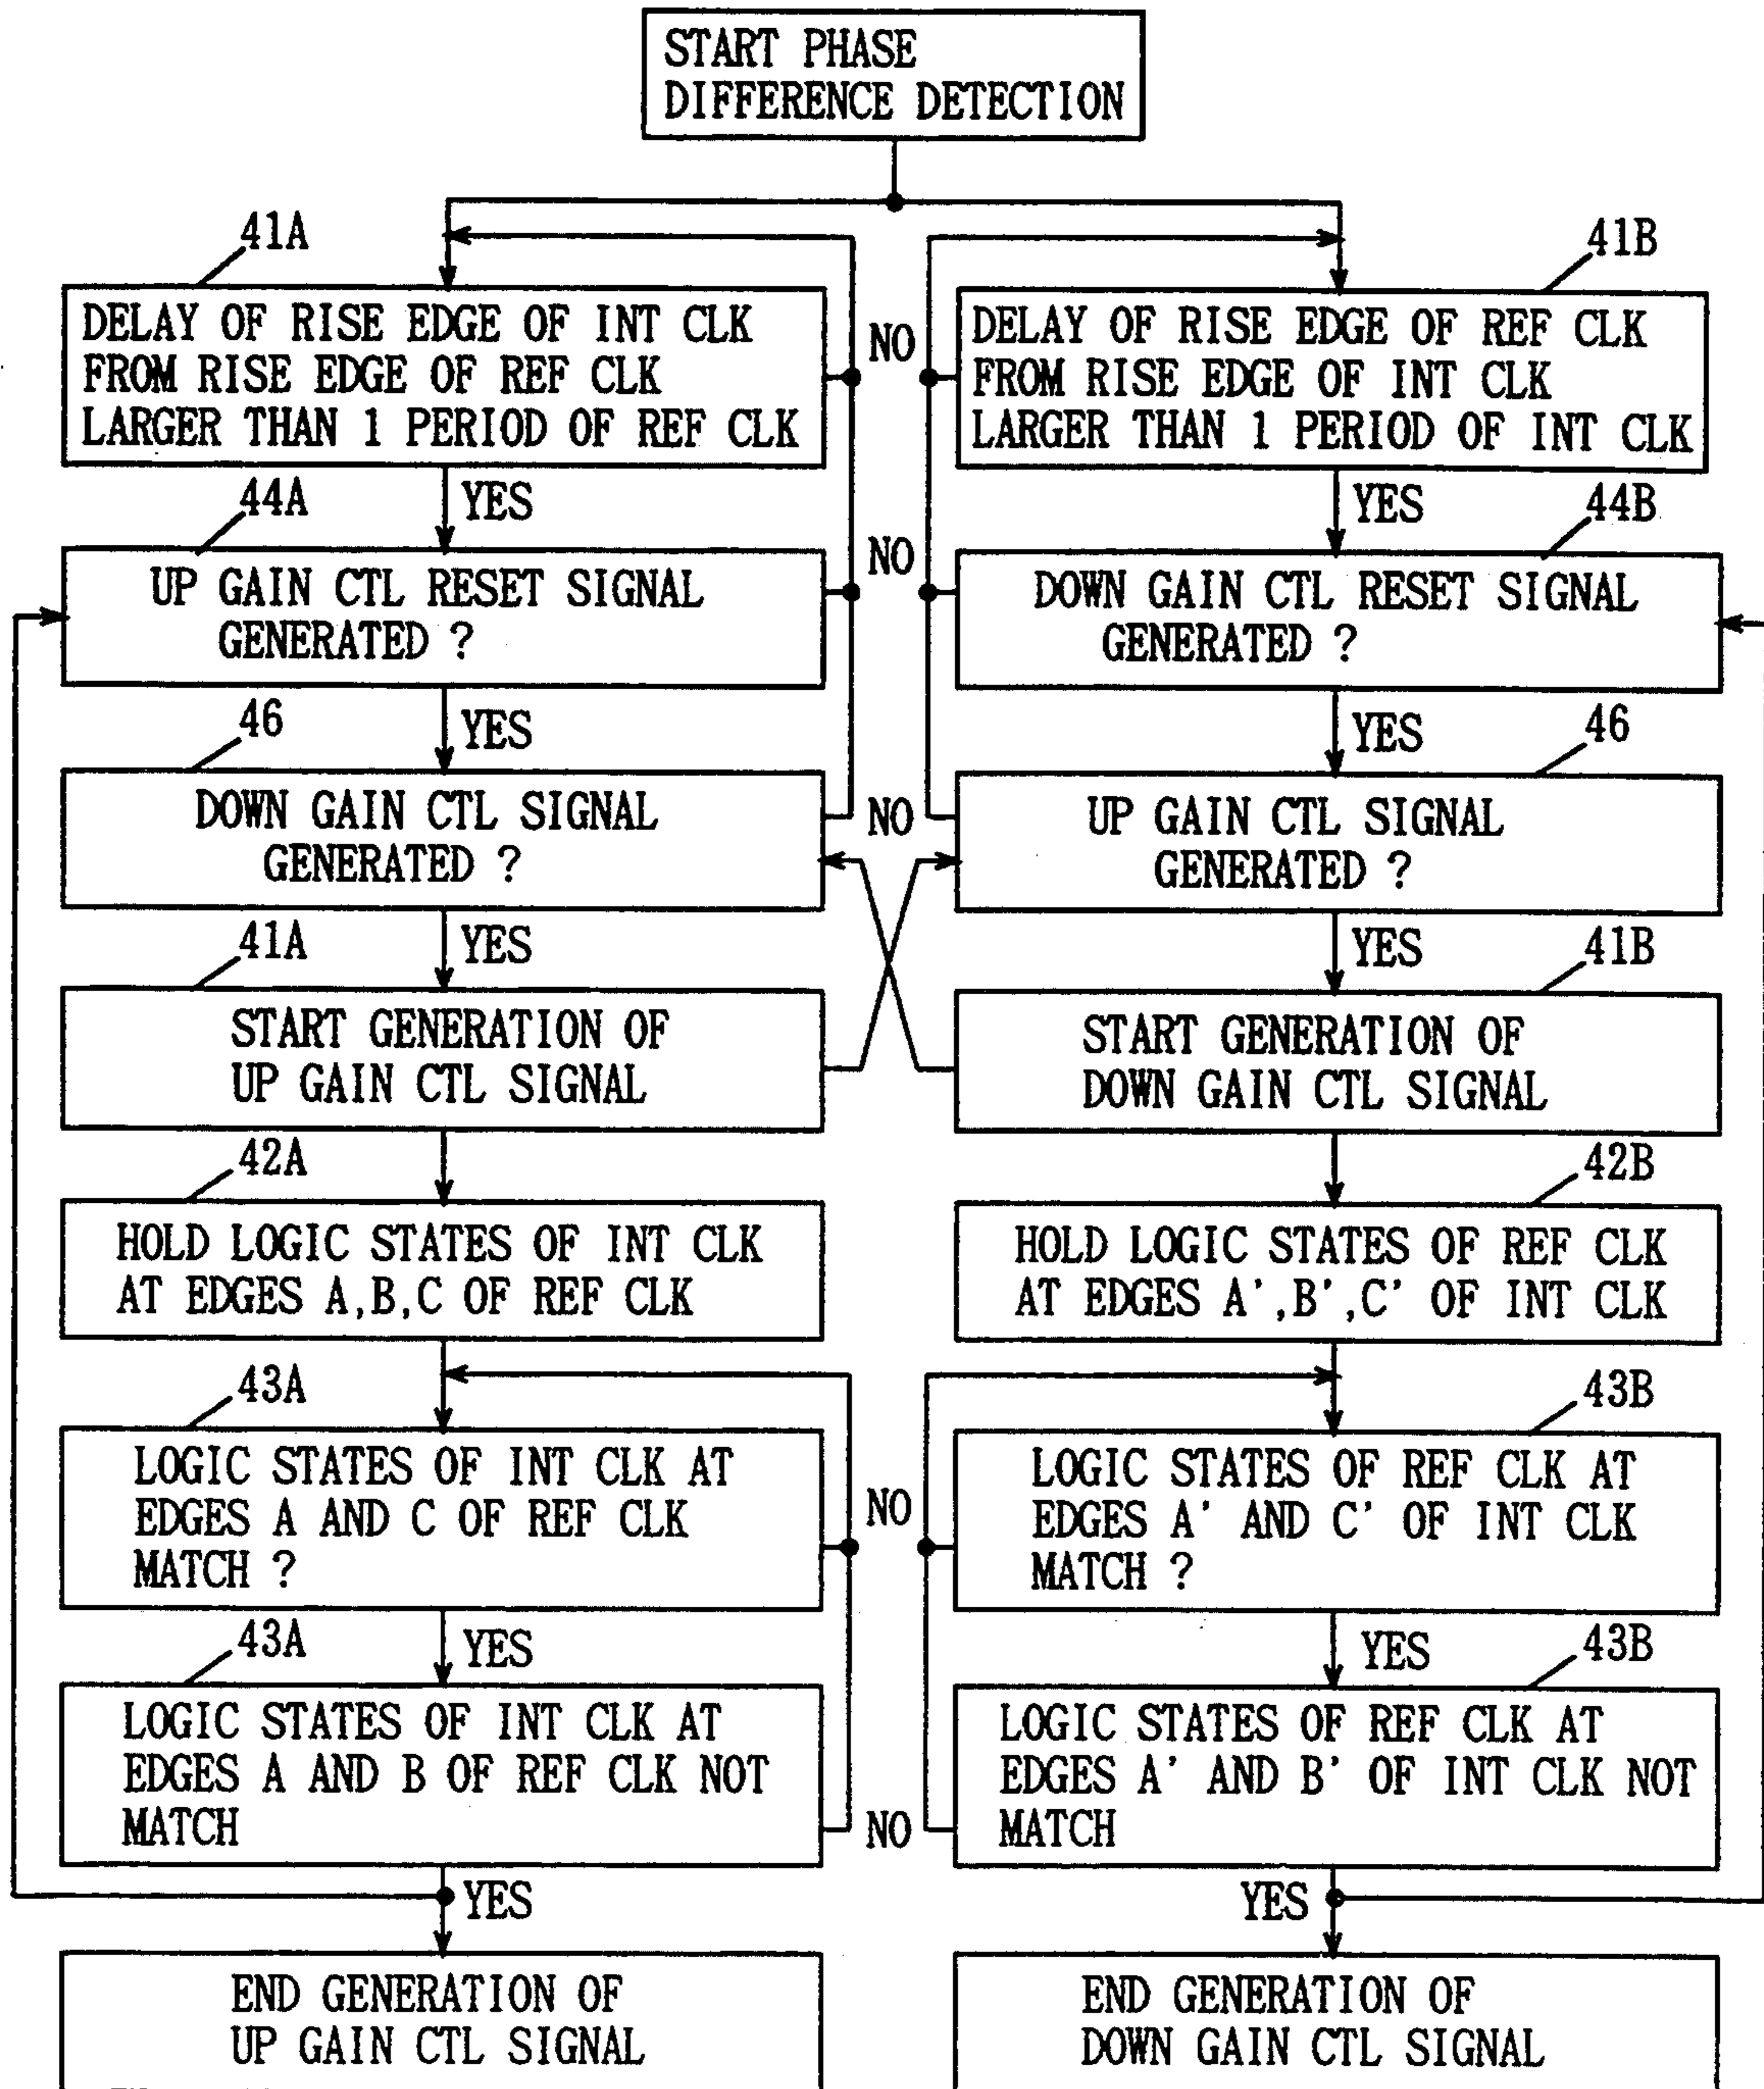 START PHASE
DIFFERENCE DETECTION
41A
DELAY OF RISE EDGE OF INT CLK
FROM RISE EDGE OF REF CLK
LARGER THAN 1 PERIOD OF REF CLK
NO
41B
DELAY OF RISE EDGE OF REF CLK
FROM RISE EDGE OF INT CLK
LARGER THAN 1 PERIOD OF INT CLK
YES
YES
44A
UP GAIN CTL RESET SIGNAL
GENERATED ?
NO
44B
DOWN GAIN CTL RESET SIGNAL
GENERATED ?
YES
YES
46
DOWN GAIN CTL SIGNAL
GENERATED ?
NO
46
UP GAIN CTL SIGNAL
GENERATED ?
YES
YES
41A
START GENERATION OF
UP GAIN CTL SIGNAL
41B
START GENERATION OF
DOWN GAIN CTL SIGNAL
42A
HOLD LOGIC STATES OF INT CLK
AT EDGES A,B,C OF REF CLK
42B
HOLD LOGIC STATES OF REF CLK
AT EDGES A',B',C' OF INT CLK
43A
LOGIC STATES OF INT CLK AT
EDGES A AND C OF REF CLK
MATCH ?
NO
43B
LOGIC STATES OF REF CLK AT
EDGES A' AND C' OF INT CLK
MATCH ?
YES
YES
43A
LOGIC STATES OF INT CLK AT
EDGES A AND B OF REF CLK NOT
MATCH
NO
43B
LOGIC STATES OF REF CLK AT
EDGES A' AND B' OF INT CLK NOT
MATCH
YES
YES
END GENERATION OF
UP GAIN CTL SIGNAL
END GENERATION OF
DOWN GAIN CTL SIGNAL